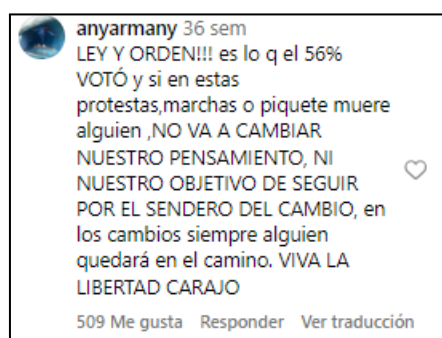 anyarmany 36 sem
LEY Y ORDEN!!! es lo q el 56%
VOTÓ y si en estas
protestas,marchas o piquete muere
alguien ,NO VA A CAMBIAR
NUESTRO PENSAMIENTO, NI
NUESTRO OBJETIVO DE SEGUIR
POR EL SENDERO DEL CAMBIO, en
los cambios siempre alguien
quedará en el camino. VIVA LA
LIBERTAD CARAJO
509 Me gusta Responder Ver traducción